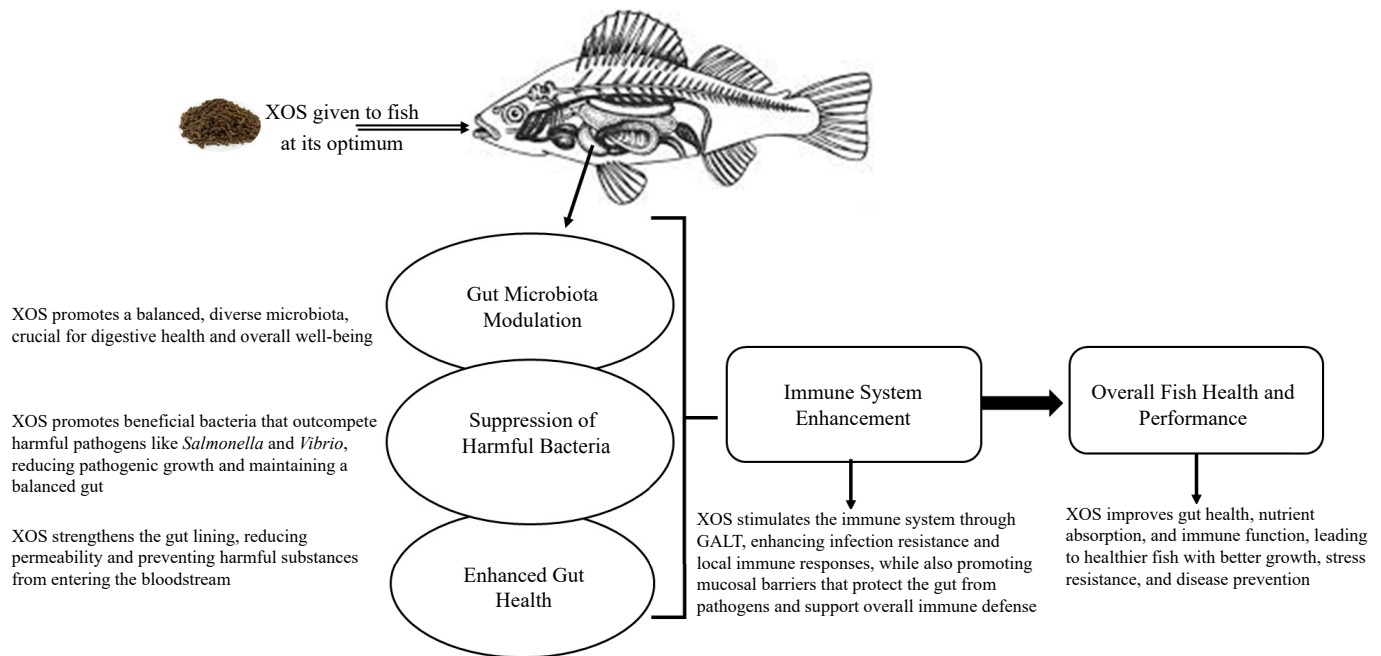 XOS given to fish
at its optimum
Gut Microbiota
Modulation
XOS promotes a balanced, diverse microbiota,
crucial for digestive health and overall well-being
Suppression of
Harmful Bacteria
XOS promotes beneficial bacteria that outcompete
harmful pathogens like Salmonella and Vibrio,
reducing pathogenic growth and maintaining a
balanced gut
Enhanced Gut
Health
XOS strengthens the gut lining, reducing
permeability and preventing harmful substances
from entering the bloodstream
Immune System
Enhancement
XOS stimulates the immune system through
GALT, enhancing infection resistance and
local immune responses, while also promoting
mucosal barriers that protect the gut from
pathogens and support overall immune defense
Overall Fish Health and
Performance
XOS improves gut health, nutrient
absorption, and immune function, leading
to healthier fish with better growth, stress
resistance, and disease prevention